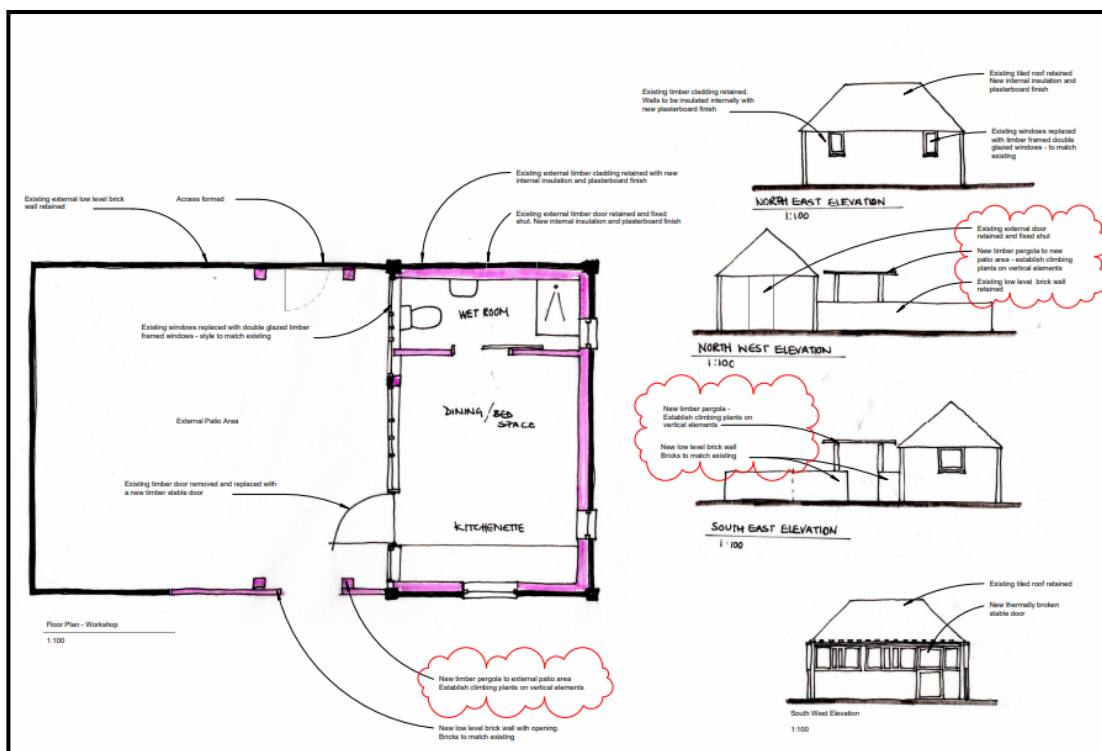 Existing tiled roof retained
New internal insulation and
plasterboard finish
Existing timber cladding retained.
Walls to be insulated internally with
new plasterboard finish
Existing windows replaced
with timber framed double
glazed windows - to match
existing
NORTH EAST ELEVATION
1:100
Existing external timber cladding retained with new
internal insulation and plasterboard finish
Existing external low level brick
wall retained
Access formed
Existing external timber door retained and fixed
shut. New internal insulation and plasterboard finish
Existing external door
retained and fixed shut
New timber pergola to new
patio area - establish climbing
plants on vertical elements
Existing low level brick wall
retained
NORTH WEST ELEVATION
1:100
WET ROOM
Existing windows replaced with double glazed timber
framed windows - style to match existing
DINING/BED
SPACE
External Patio Area
New timber pergola -
Establish climbing plants on
vertical elements
New low level brick wall
Bricks to match existing
Existing timber door removed and replaced with
a new timber stable door
KITCHENETTE
SOUTH EAST ELEVATION
1:100
Existing tiled roof retained
New thermally broken
stable door
Floor Plan - Workshop
1:100
New timber pergola to external patio area
Establish climbing plants on vertical elements
New low level brick wall with opening.
Bricks to match existing
South West Elevation
1:100